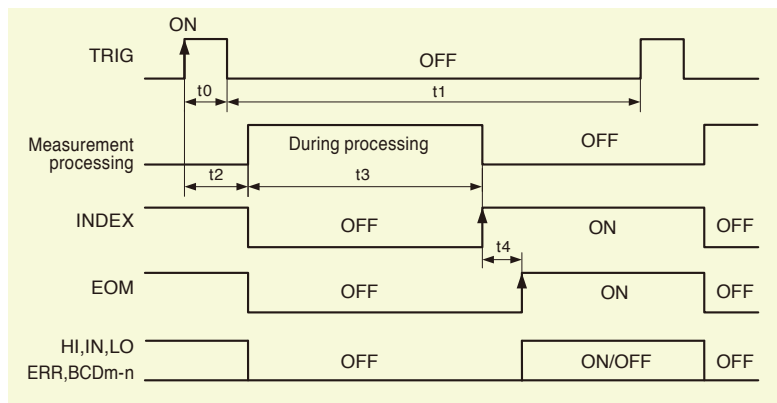 ON
TRIG
OFF
t0
t1
Measurement
processing
During processing
OFF
t2
t3
INDEX
OFF
ON
OFF
t4
EOM
OFF
ON
OFF
HI,IN,LO
ERR,BCDm-n
OFF
ON/OFF
OFF